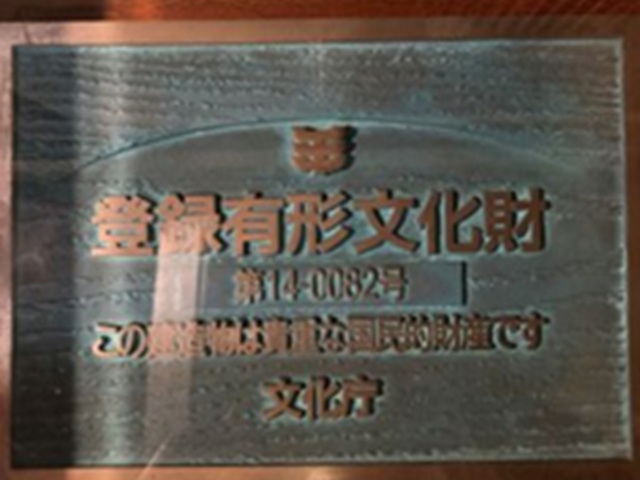 登録有形文化財
第14-0082号
この建造物は貴重な国民的財産です
文化庁